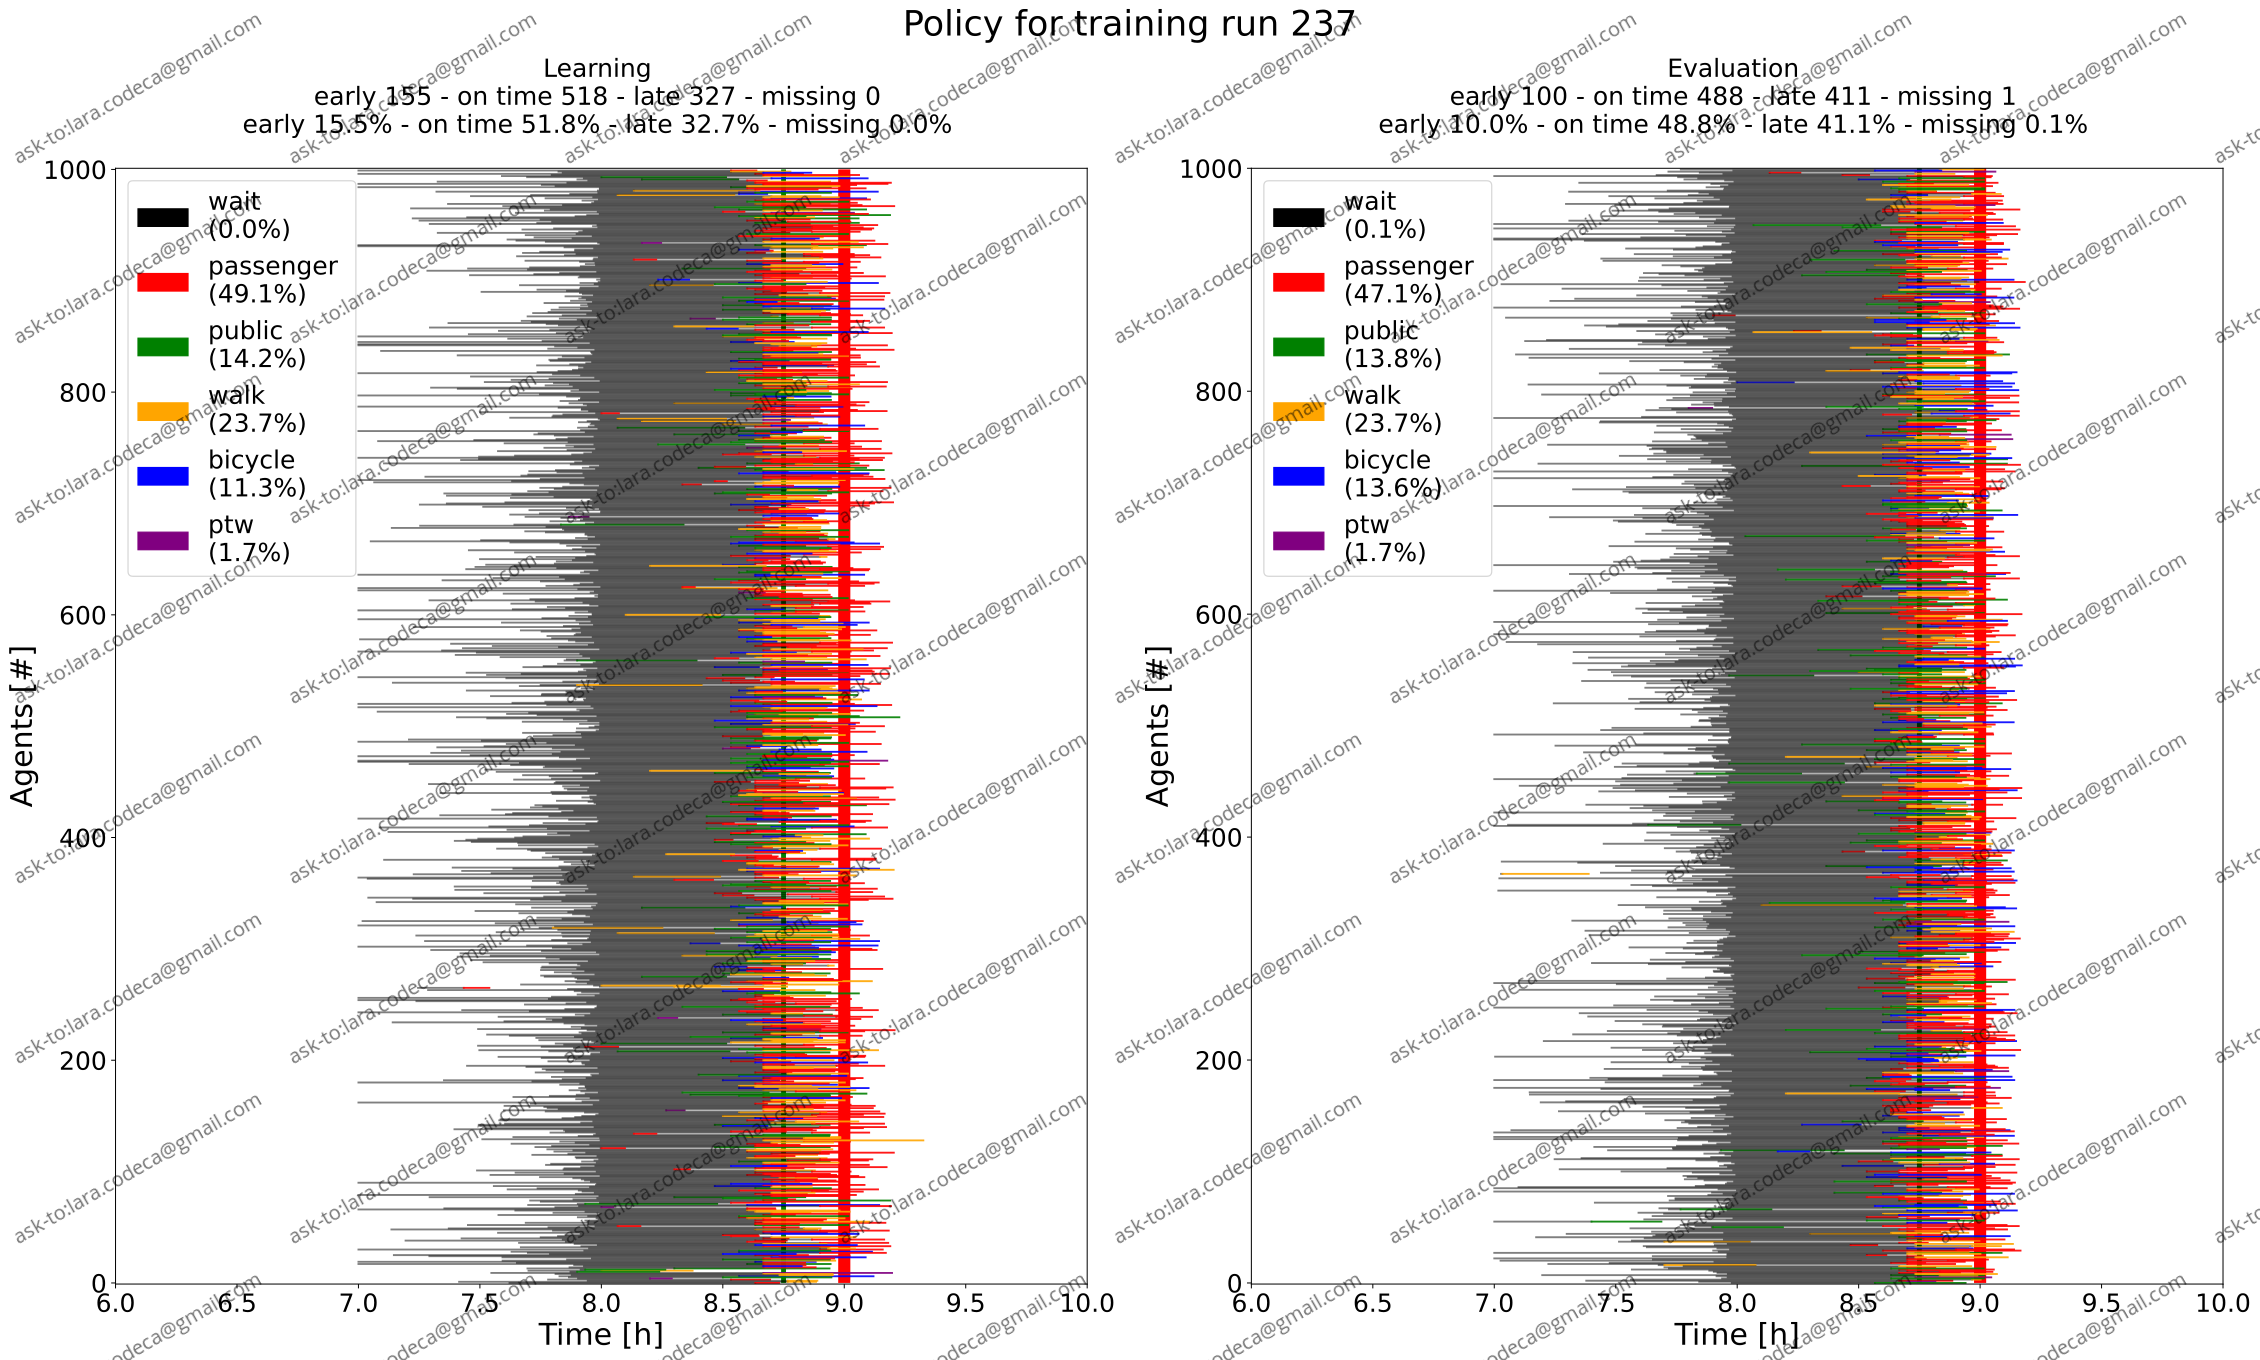 Policy for training run 237
Learning
early 155 - on time 518 - late 327 - missing 0
early 15.5% - on time 51.8% - late 32.7% - missing 0.0%
Agents [#]
1000
800
600
400
200
0
wait
(0.0%)
passenger
(49.1%)
public
(14.2%)
walk
(23.7%)
bicycle
(11.3%)
ptw
(1.7%)
6.0 6.5 7.0 7.5 8.0 8.5 9.0 9.5 10.0
Time [h]
Evaluation
early 100 - on time 488 - late 411 - missing 1
early 10.0% - on time 48.8% - late 41.1% - missing 0.1%
Agents [#]
1000
800
600
400
200
0
wait
(0.1%)
passenger
(47.1%)
public
(13.8%)
walk
(23.7%)
bicycle
(13.6%)
ptw
(1.7%)
6.0 6.5 7.0 7.5 8.0 8.5 9.0 9.5 10.0
Time [h]
ask-to:lara.codeca@gmail.com